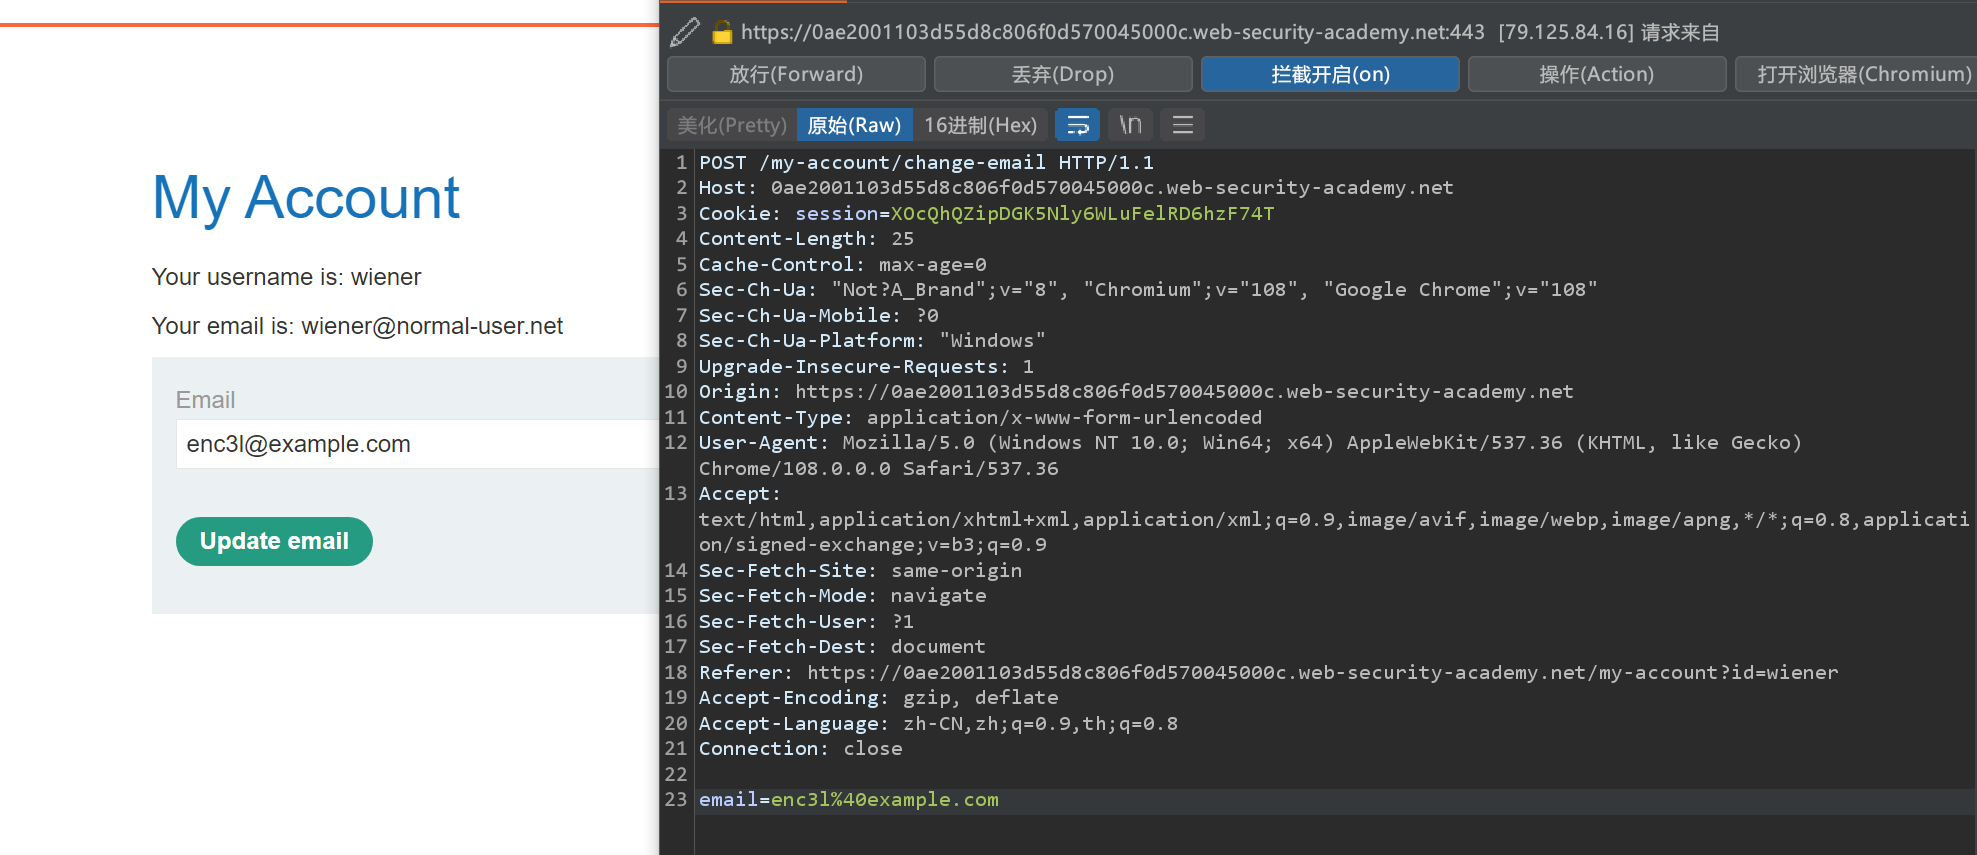 My Account
Your username is: wiener
Your email is: wiener@normal-user.net
Email
enc3l@example.com
Update email
https://0ae2001103d55d8c806f0d570045000c.web-security-academy.net:443 [79.125.84.16] 请求来自
放行(Forward) 丢弃(Drop) 拦截开启(on) 操作(Action) 打开浏览器(Chromium)
美化(Pretty) 原始(Raw) 16进制(Hex) \n
1 POST /my-account/change-email HTTP/1.1
2 Host: 0ae2001103d55d8c806f0d570045000c.web-security-academy.net
3 Cookie: session=XOcQhQZipDGK5Nly6WLuFelRD6hzF74T
4 Content-Length: 25
5 Cache-Control: max-age=0
6 Sec-Ch-Ua: "Not?A_Brand";v="8", "Chromium";v="108", "Google Chrome";v="108"
7 Sec-Ch-Ua-Mobile: ?0
8 Sec-Ch-Ua-Platform: "Windows"
9 Upgrade-Insecure-Requests: 1
10 Origin: https://0ae2001103d55d8c806f0d570045000c.web-security-academy.net
11 Content-Type: application/x-www-form-urlencoded
12 User-Agent: Mozilla/5.0 (Windows NT 10.0; Win64; x64) AppleWebKit/537.36 (KHTML, like Gecko)
Chrome/108.0.0.0 Safari/537.36
13 Accept:
text/html,application/xhtml+xml,application/xml;q=0.9,image/avif,image/webp,image/apng,*/*;q=0.8,applicati
on/signed-exchange;v=b3;q=0.9
14 Sec-Fetch-Site: same-origin
15 Sec-Fetch-Mode: navigate
16 Sec-Fetch-User: ?1
17 Sec-Fetch-Dest: document
18 Referer: https://0ae2001103d55d8c806f0d570045000c.web-security-academy.net/my-account?id=wiener
19 Accept-Encoding: gzip, deflate
20 Accept-Language: zh-CN,zh;q=0.9,th;q=0.8
21 Connection: close
22
23 email=enc3l%40example.com